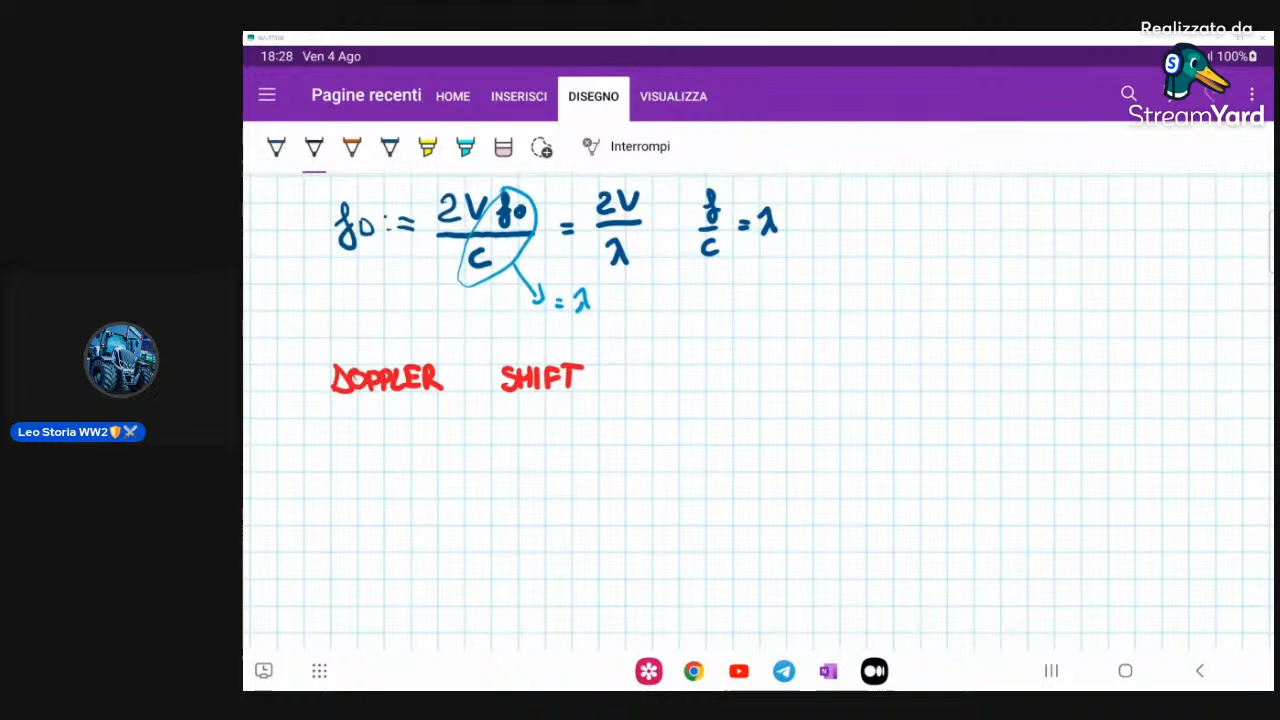 Realizzato da
StreamYard
18:28 Ven 4 Ago
100%
Pagine recenti HOME INSERISCI DISEGNO VISUALIZZA
Interrompi
fD := 2V f0 / C = 2V / λ f / C = λ
= λ
DOPPLER SHIFT
Leo Storia WW2🛡️⚔️